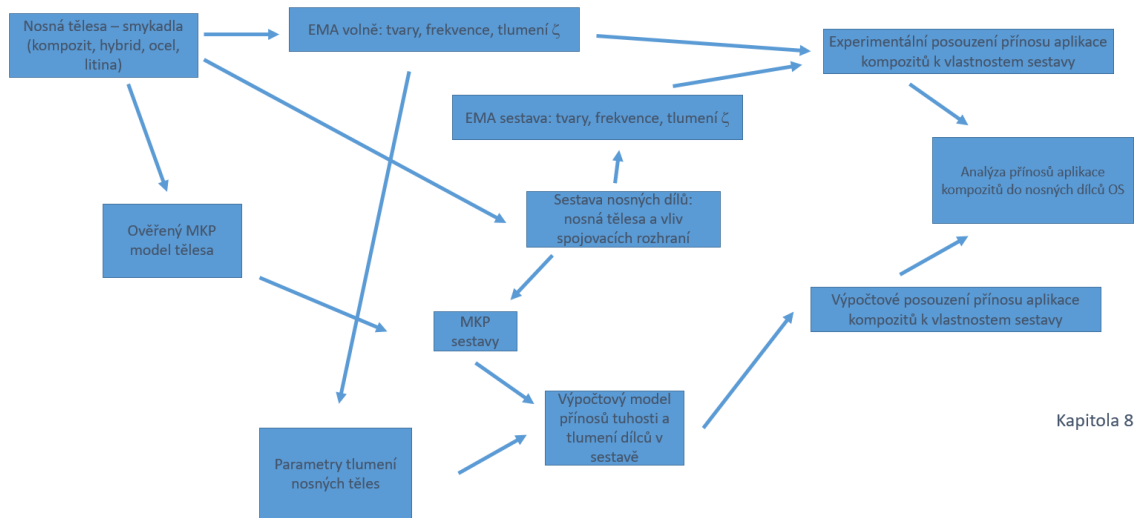 Nosná tělesa – smykadla
(kompozit, hybrid, ocel,
litina)
EMA volně: tvary, frekvence, tlumení ζ
Experimentální posouzení přínosu aplikace
kompozitů k vlastnostem sestavy
EMA sestava: tvary, frekvence, tlumení ζ
Analýza přínosů aplikace
kompozitů do nosných dílců OS
Sestava nosných dílů:
nosná tělesa a vliv
spojovacích rozhraní
Ověřený MKP
model tělesa
Výpočtové posouzení přínosu aplikace
kompozitů k vlastnostem sestavy
MKP
sestavy
Výpočtový model
přínosů tuhosti a
tlumení dílců v
sestavě
Kapitola 8
Parametry tlumení
nosných těles